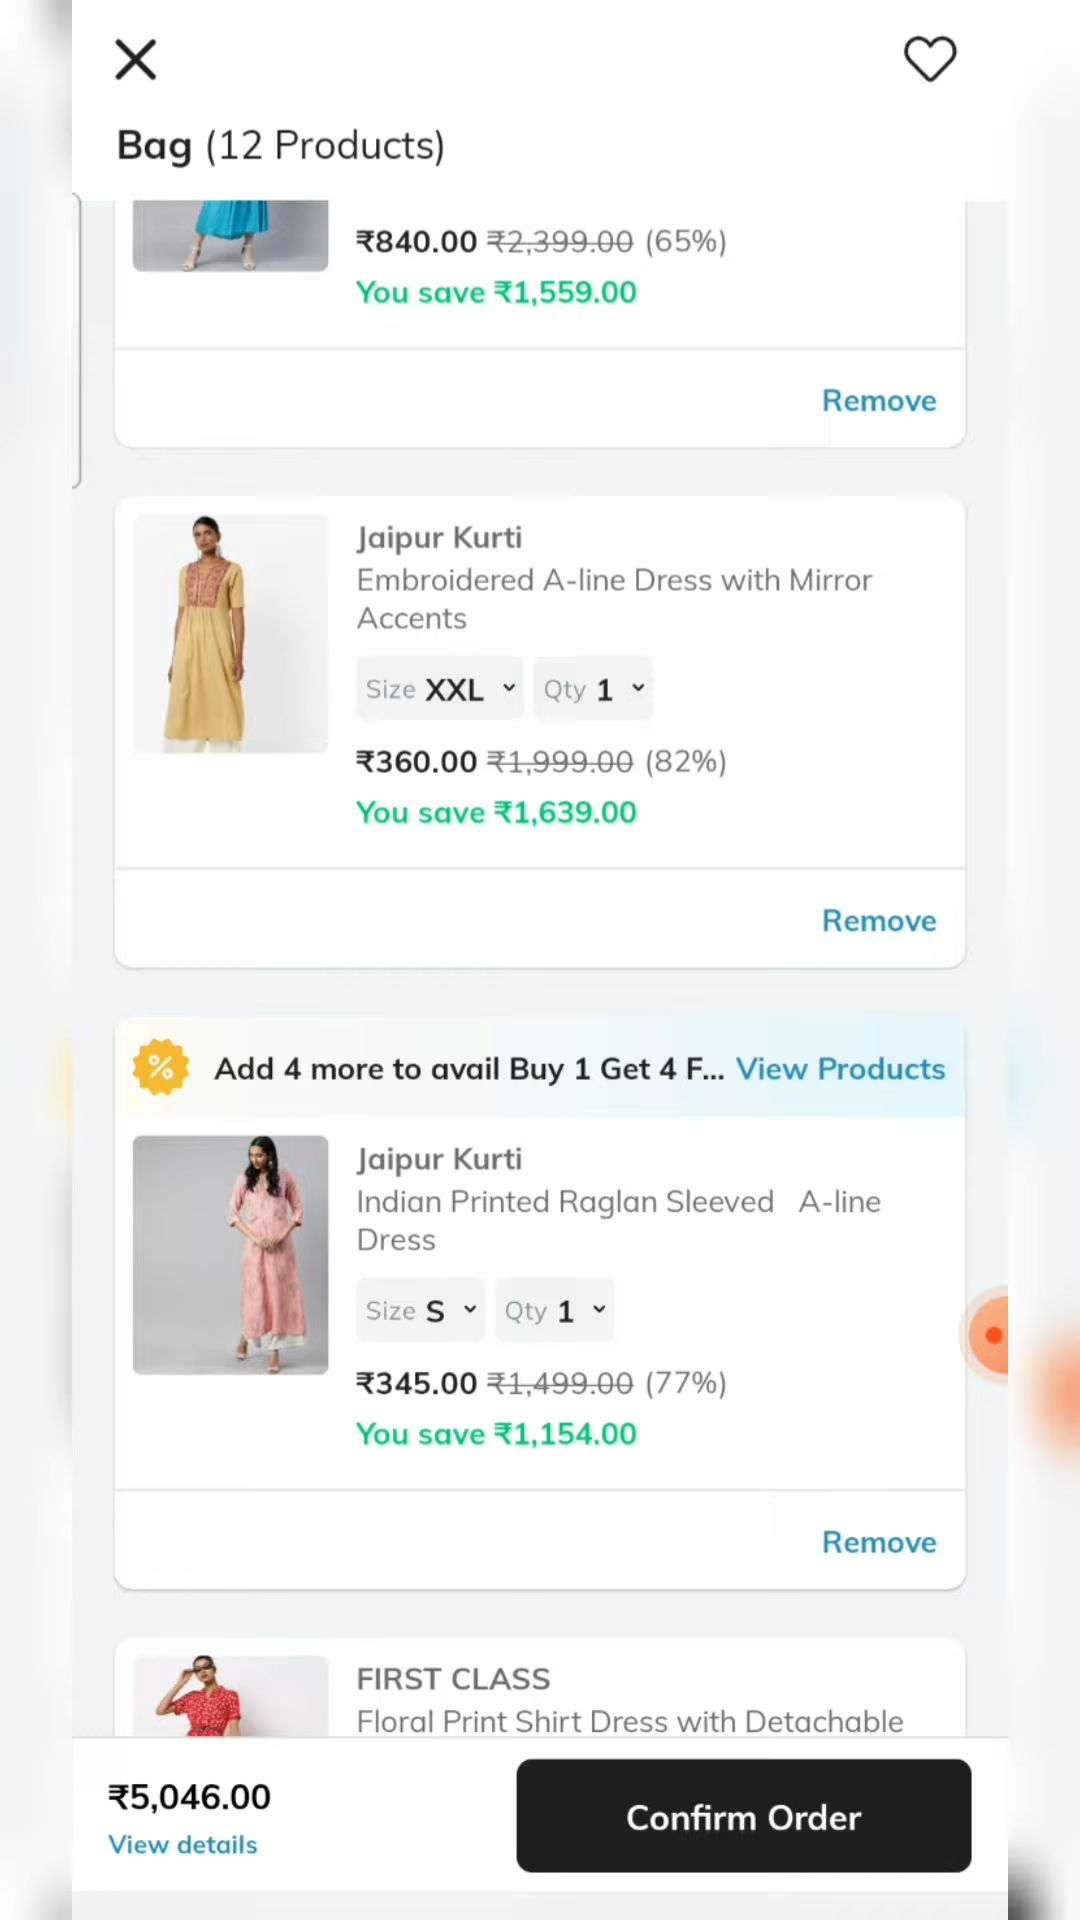 Bag (12 Products)
₹840.00 ₹2,399.00 (65%)
You save ₹1,559.00
Remove
Jaipur Kurti
Embroidered A-line Dress with Mirror
Accents
Size XXL Qty 1
₹360.00 ₹1,999.00 (82%)
You save ₹1,639.00
Remove
% Add 4 more to avail Buy 1 Get 4 F... View Products
Jaipur Kurti
Indian Printed Raglan Sleeved A-line
Dress
Size S Qty 1
₹345.00 ₹1,499.00 (77%)
You save ₹1,154.00
Remove
FIRST CLASS
Floral Print Shirt Dress with Detachable
₹5,046.00
View details
Confirm Order